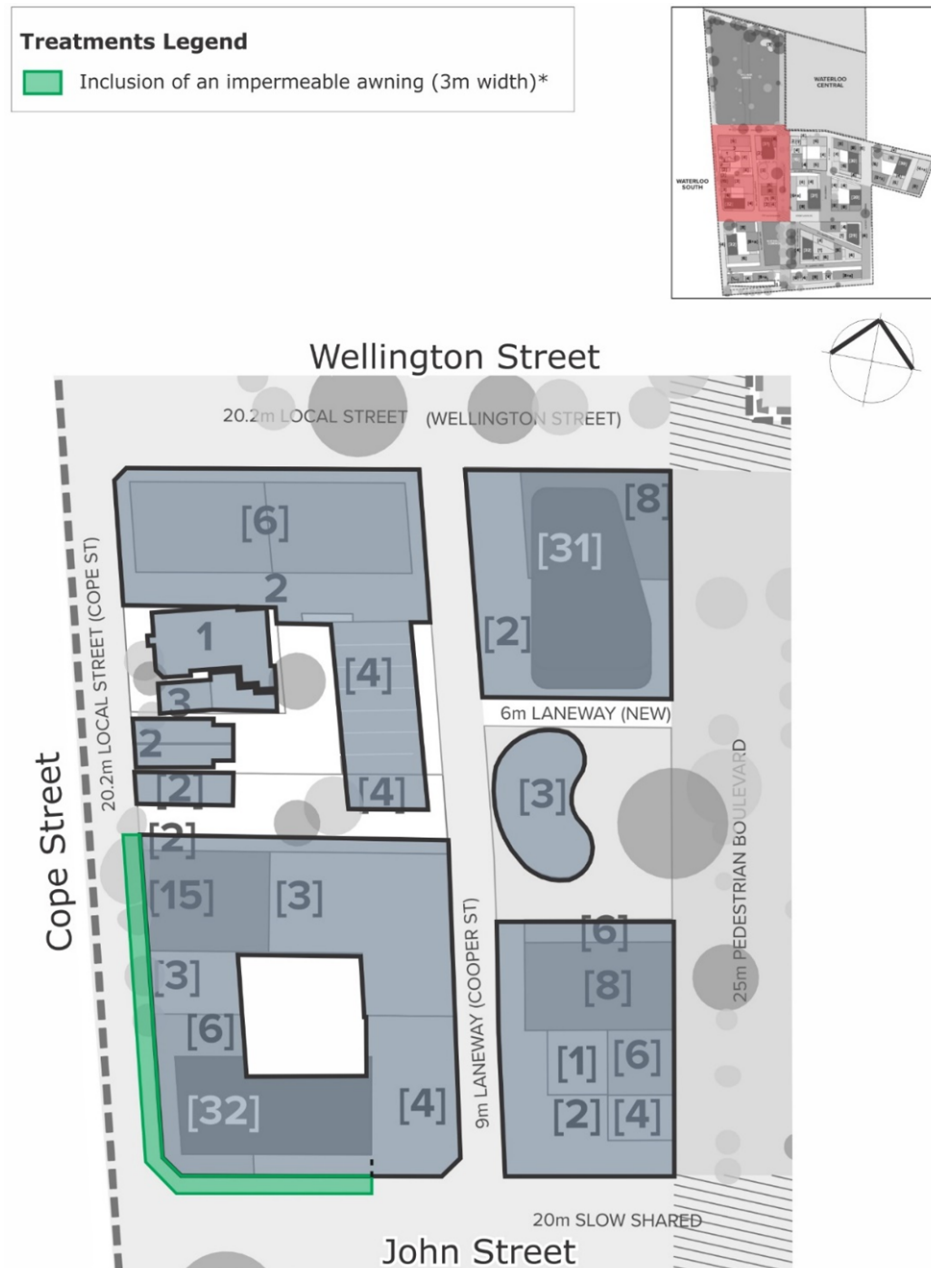 Treatments Legend
Inclusion of an impermeable awning (3m width)*
WATERLOO
CENTRAL
WATERLOO
SOUTH
Wellington Street
20.2m LOCAL STREET (WELLINGTON STREET)
[6]
[8]
[31]
2
[2]
1
[4]
3
2
[2]
[4]
[2]
20.2m LOCAL STREET (COPE ST)
Cope Street
6m LANEWAY (NEW)
[3]
25m PEDESTRIAN BOULEVARD
[15]
[3]
[3]
[6]
[32]
[4]
9m LANEWAY (COOPER ST)
[6]
[8]
[1]
[6]
[2]
[4]
20m SLOW SHARED
John Street